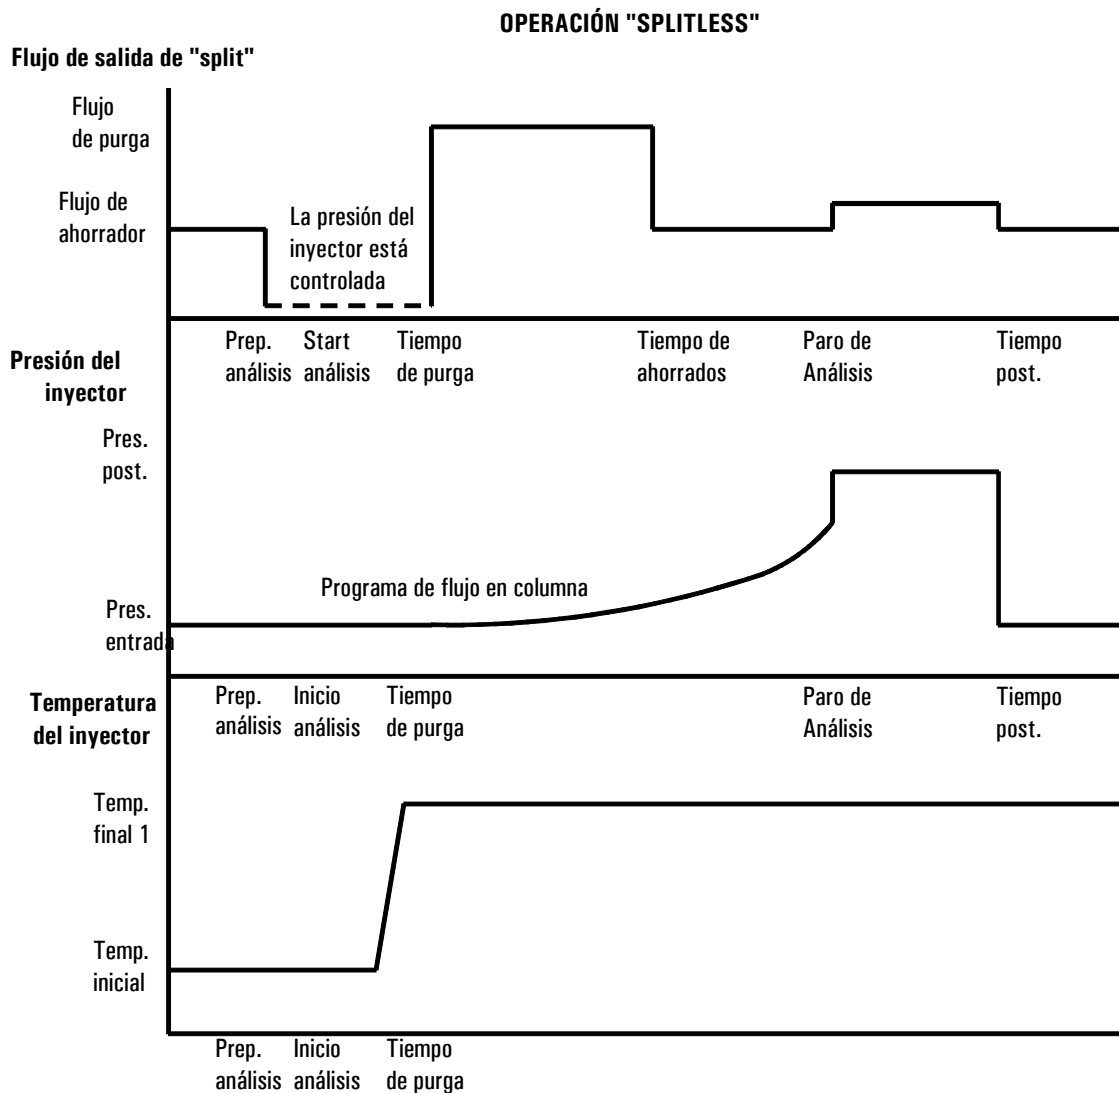 OPERACIÓN "SPLITLESS"
Flujo de salida de "split"
Flujo
de purga
Flujo de
ahorrador
La presión del
inyector está
controlada
Prep.
análisis
Start
análisis
Tiempo
de purga
Tiempo de
ahorrados
Paro de
Análisis
Tiempo
post.
Presión del
inyector
Pres.
post.
Programa de flujo en columna
Pres.
entrada
Prep.
análisis
Inicio
análisis
Tiempo
de purga
Paro de
Análisis
Tiempo
post.
Temperatura
del inyector
Temp.
final 1
Temp.
inicial
Prep.
análisis
Inicio
análisis
Tiempo
de purga